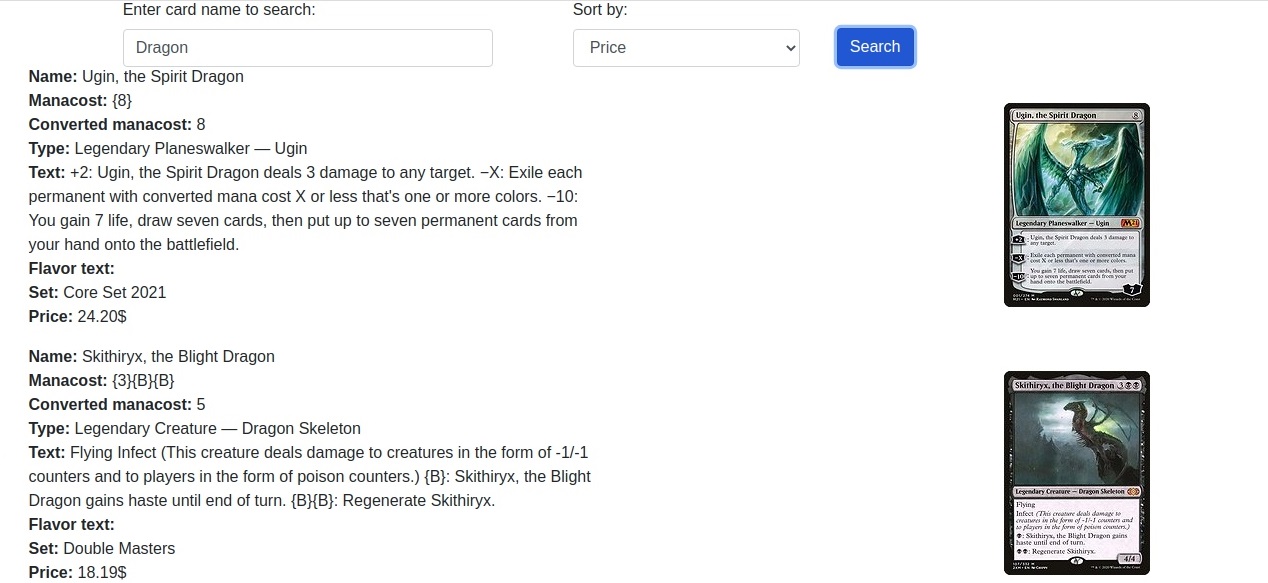 Enter card name to search:
Sort by:
Dragon
Price
Search
Name: Ugin, the Spirit Dragon
Manacost: {8}
Converted manacost: 8
Type: Legendary Planeswalker — Ugin
Text: +2: Ugin, the Spirit Dragon deals 3 damage to any target. −X: Exile each
permanent with converted mana cost X or less that's one or more colors. −10:
You gain 7 life, draw seven cards, then put up to seven permanent cards from
your hand onto the battlefield.
Flavor text:
Set: Core Set 2021
Price: 24.20$
Ugin, the Spirit Dragon 8
Legendary Planeswalker – Ugin M21
+2 Ugin, the Spirit Dragon deals 3 damage to
any target.
-X Exile each permanent with converted mana
cost X or less that's one or more colors.
-10 You gain 7 life, draw seven cards, then put
up to seven permanent cards from your
hand onto the battlefield.
7
Name: Skithiryx, the Blight Dragon
Manacost: {3}{B}{B}
Converted manacost: 5
Type: Legendary Creature — Dragon Skeleton
Text: Flying Infect (This creature deals damage to creatures in the form of -1/-1
counters and to players in the form of poison counters.) {B}: Skithiryx, the Blight
Dragon gains haste until end of turn. {B}{B}: Regenerate Skithiryx.
Flavor text:
Set: Double Masters
Price: 18.19$
Skithiryx, the Blight Dragon 3
Legendary Creature – Dragon Skeleton
Flying
Infect (This creature deals damage to
creatures in the form of -1/-1 counters and
to players in the form of poison counters.)
: Skithiryx, the Blight Dragon gains
haste until end of turn.
: Regenerate Skithiryx.
4/4